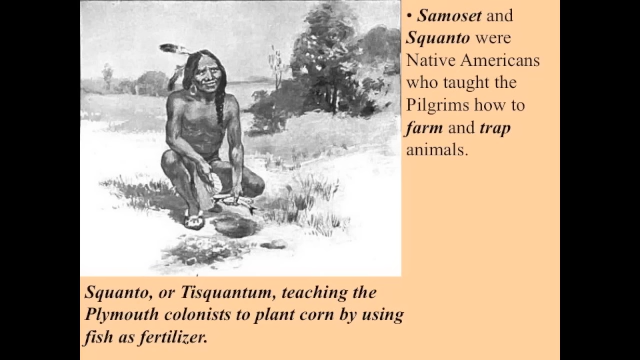 • Samoset and
Squanto were
Native Americans
who taught the
Pilgrims how to
farm and trap
animals.
Squanto, or Tisquantum, teaching the
Plymouth colonists to plant corn by using
fish as fertilizer.